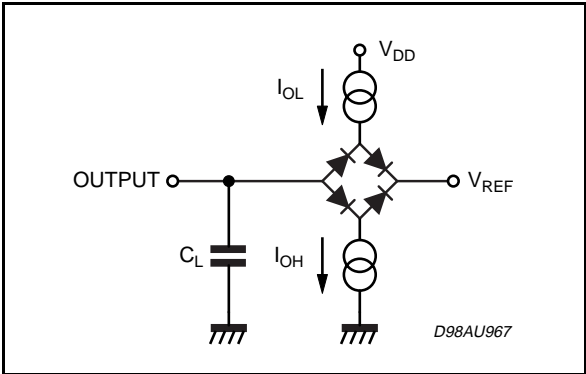 V_DD
I_OL
OUTPUT
V_REF
C_L
I_OH
D98AU967